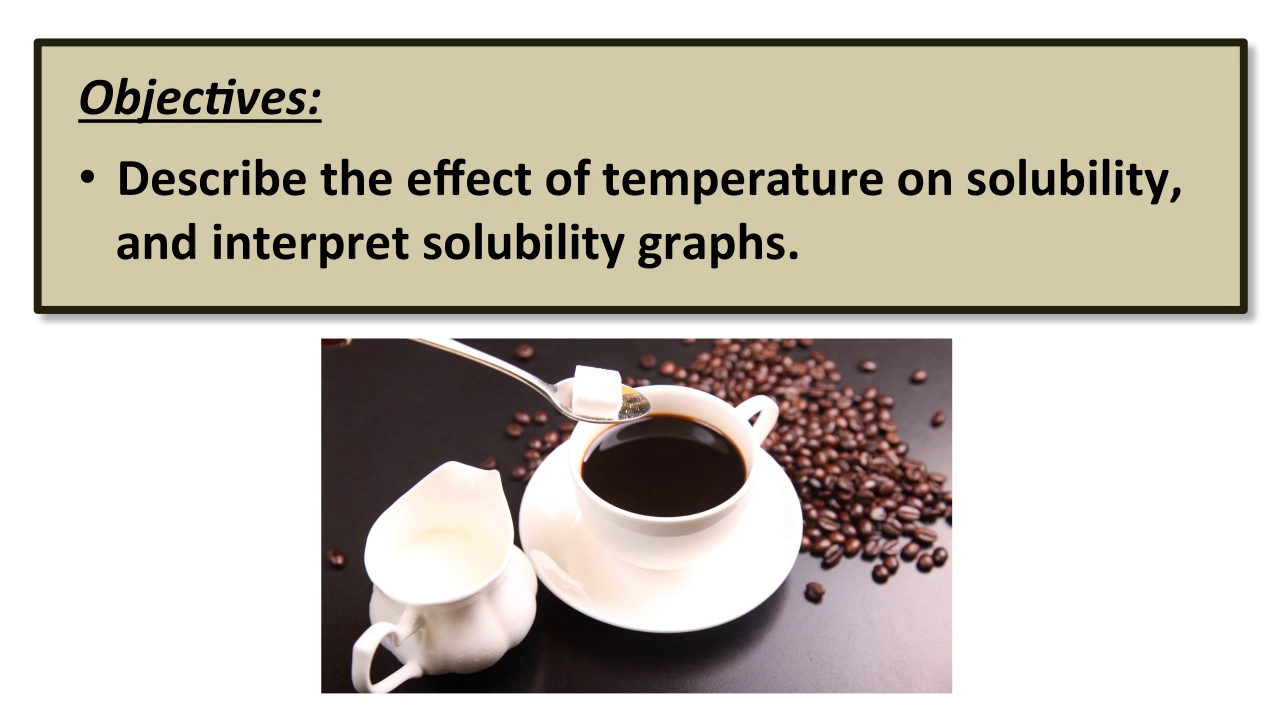 Objectives:
• Describe the effect of temperature on solubility,
and interpret solubility graphs.